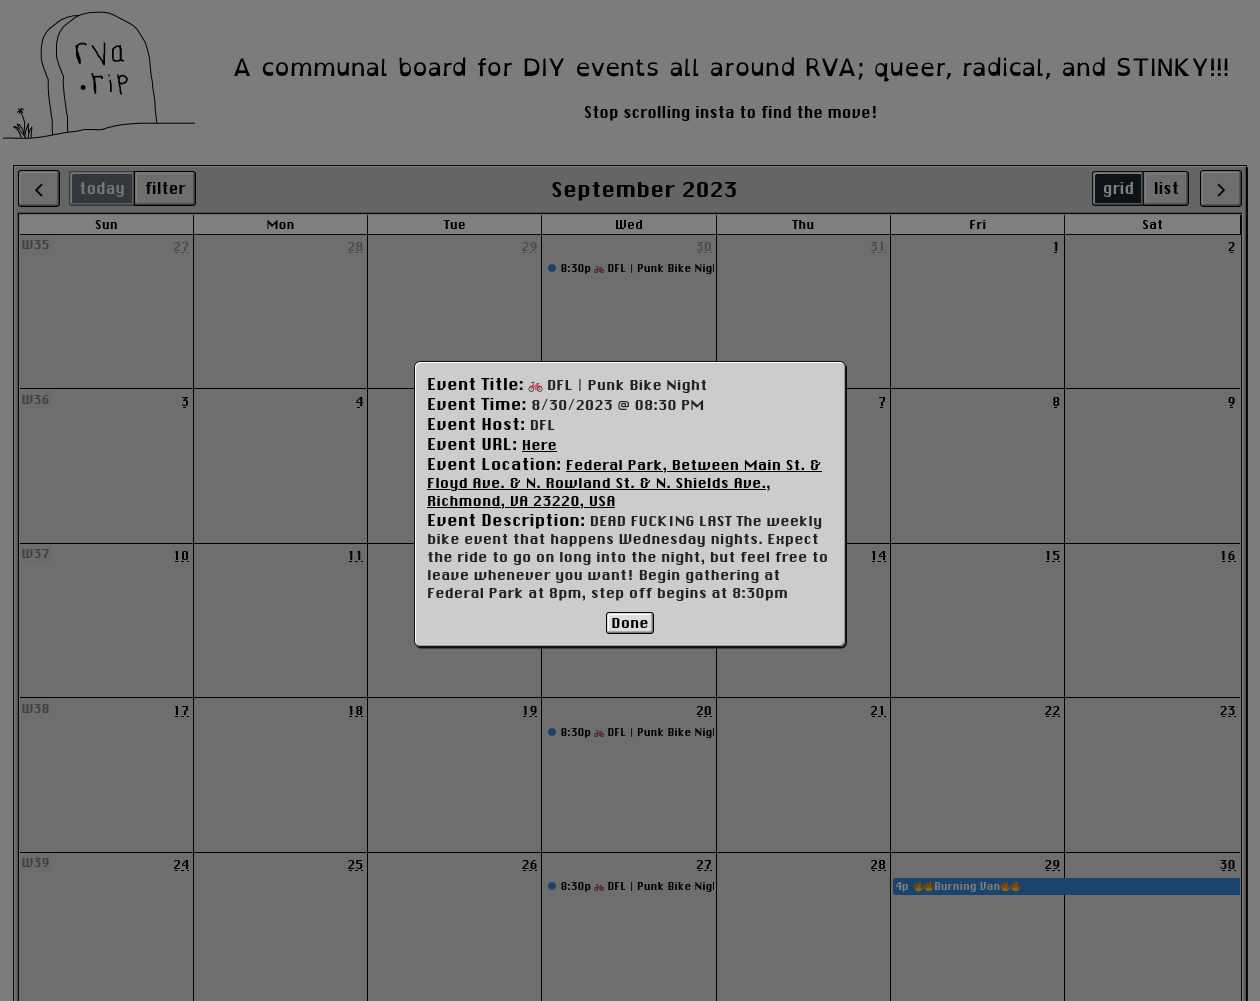 rva
.rip
A communal board for DIY events all around RVA; queer, radical, and STINKY!!!
Stop scrolling insta to find the move!
today filter
September 2023
grid list
Sun Mon Tue Wed Thu Fri Sat
W35 27 28 29 30 31 1 2
8:30p 🚲 DFL | Punk Bike Nig
W36 3 4 7 8 9
Event Title: 🚲 DFL | Punk Bike Night
Event Time: 8/30/2023 @ 08:30 PM
Event Host: DFL
Event URL: Here
Event Location: Federal Park, Between Main St. &
Floyd Ave. & N. Rowland St. & N. Shields Ave.,
Richmond, VA 23220, USA
Event Description: DEAD FUCKING LAST The weekly
bike event that happens Wednesday nights. Expect
the ride to go on long into the night, but feel free to
leave whenever you want! Begin gathering at
Federal Park at 8pm, step off begins at 8:30pm
Done
W37 10 11 14 15 16
W38 17 18 19 20 21 22 23
8:30p 🚲 DFL | Punk Bike Nig
W39 24 25 26 27 28 29 30
8:30p 🚲 DFL | Punk Bike Nig
4p 🔥🔥Burning Van🔥🔥